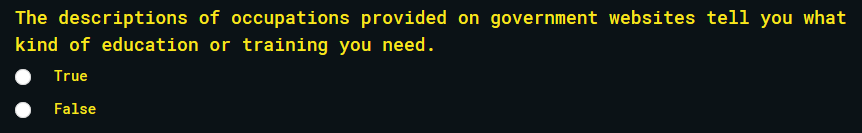 The descriptions of occupations provided on government websites tell you what
kind of education or training you need.
True
False